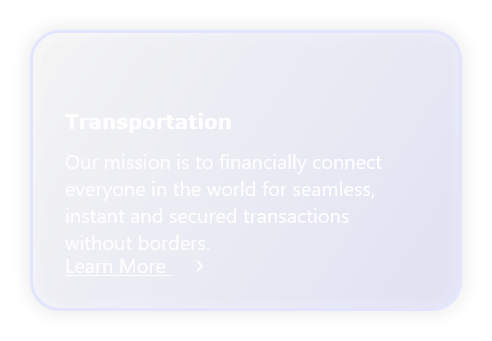 Transportation
Our mission is to financially connect
everyone in the world for seamless,
instant and secured transactions
without borders.
Learn More